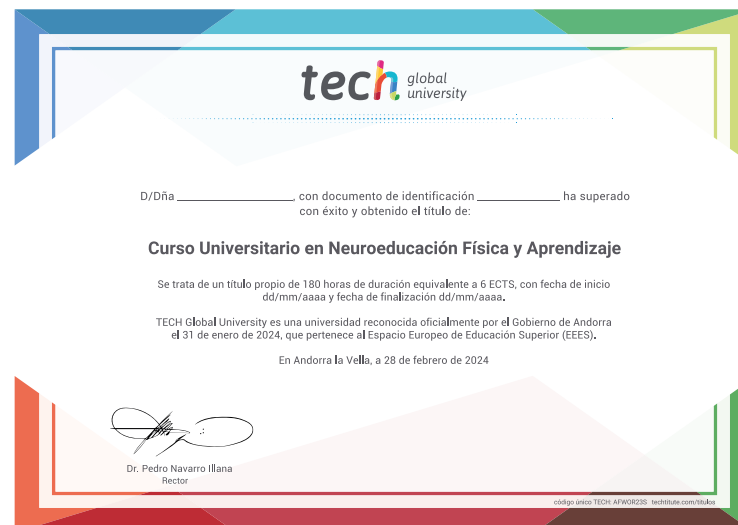 tech global university
D/Dña ____________________, con documento de identificación ______________ ha superado
con éxito y obtenido el título de:
Curso Universitario en Neuroeducación Física y Aprendizaje
Se trata de un título propio de 180 horas de duración equivalente a 6 ECTS, con fecha de inicio
dd/mm/aaaa y fecha de finalización dd/mm/aaaa.
TECH Global University es una universidad reconocida oficialmente por el Gobierno de Andorra
el 31 de enero de 2024, que pertenece al Espacio Europeo de Educación Superior (EEES).
En Andorra la Vella, a 28 de febrero de 2024
Dr. Pedro Navarro Illana
Rector
código único TECH: AFWOR23S techtitute.com/titulos